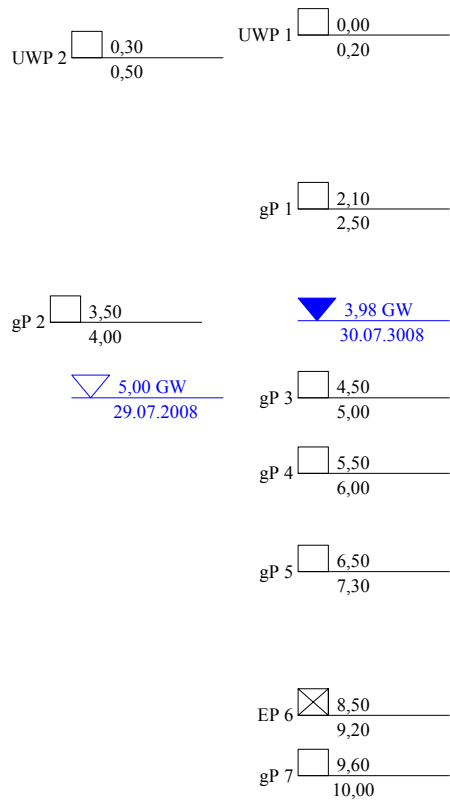 UWP 1 0,00
0,20
UWP 2 0,30
0,50
gP 1 2,10
2,50
gP 2 3,50
4,00
3,98 GW
30.07.3008
5,00 GW
29.07.2008
gP 3 4,50
5,00
gP 4 5,50
6,00
gP 5 6,50
7,30
EP 6 8,50
9,20
gP 7 9,60
10,00